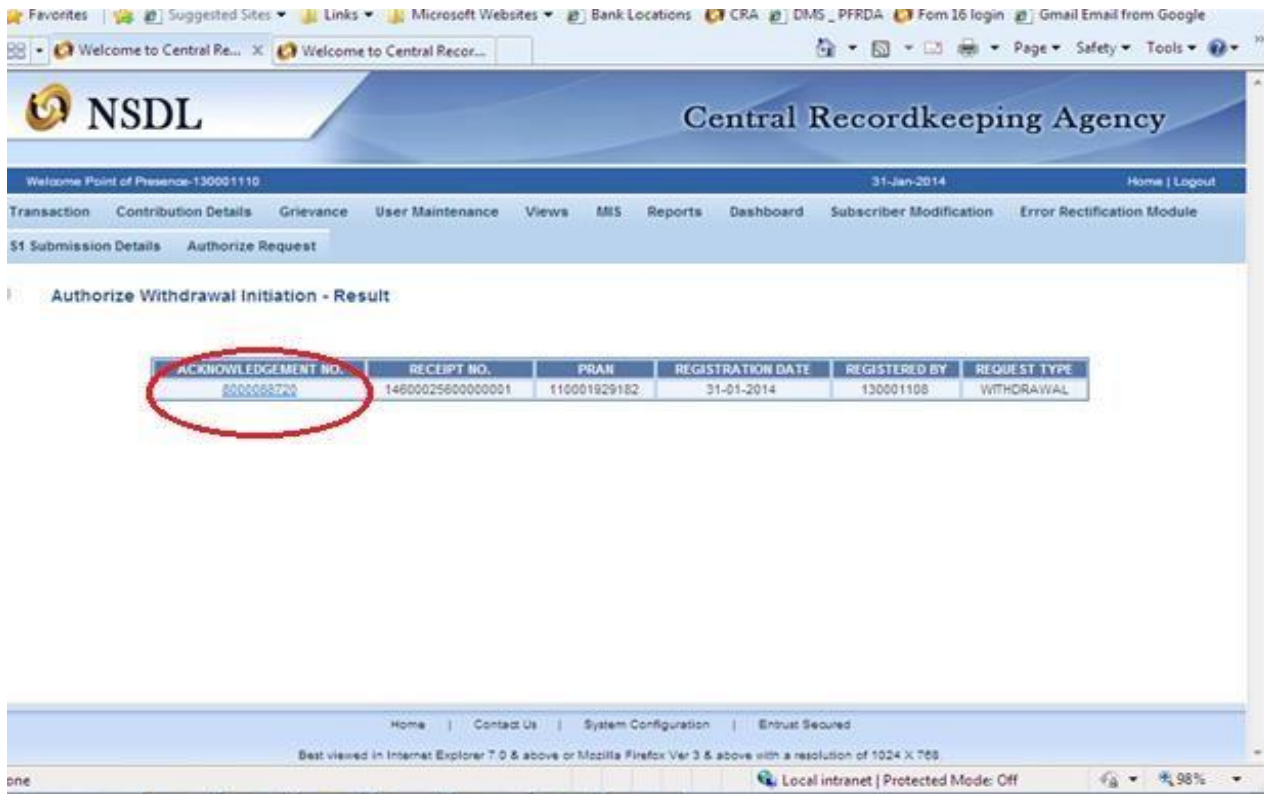 Favorites Suggested Sites Links Microsoft Websites Bank Locations CRA DMS _ PFRDA Fom 16 login Gmail Email from Google
Welcome to Central Re... X Welcome to Central Recor... Page Safety Tools
NSDL Central Recordkeeping Agency
Welcome Point of Presence-130001110 31-Jan-2014 Home | Logout
Transaction Contribution Details Grievance User Maintenance Views MIS Reports Dashboard Subscriber Modification Error Rectification Module
S1 Submission Details Authorize Request
Authorize Withdrawal Initiation - Result
ACKNOWLEDGEMENT NO. RECEIPT NO. PRAN REGISTRATION DATE REGISTERED BY REQUEST TYPE
8000088720 14600025600000001 110001929182 31-01-2014 130001108 WITHDRAWAL
Home | Contact Us | System Configuration | Entrust Secured
Best viewed in Internet Explorer 7.0 & above or Mozilla Firefox Ver 3 & above with a resolution of 1024 X 768.
one Local intranet | Protected Mode: Off 98%